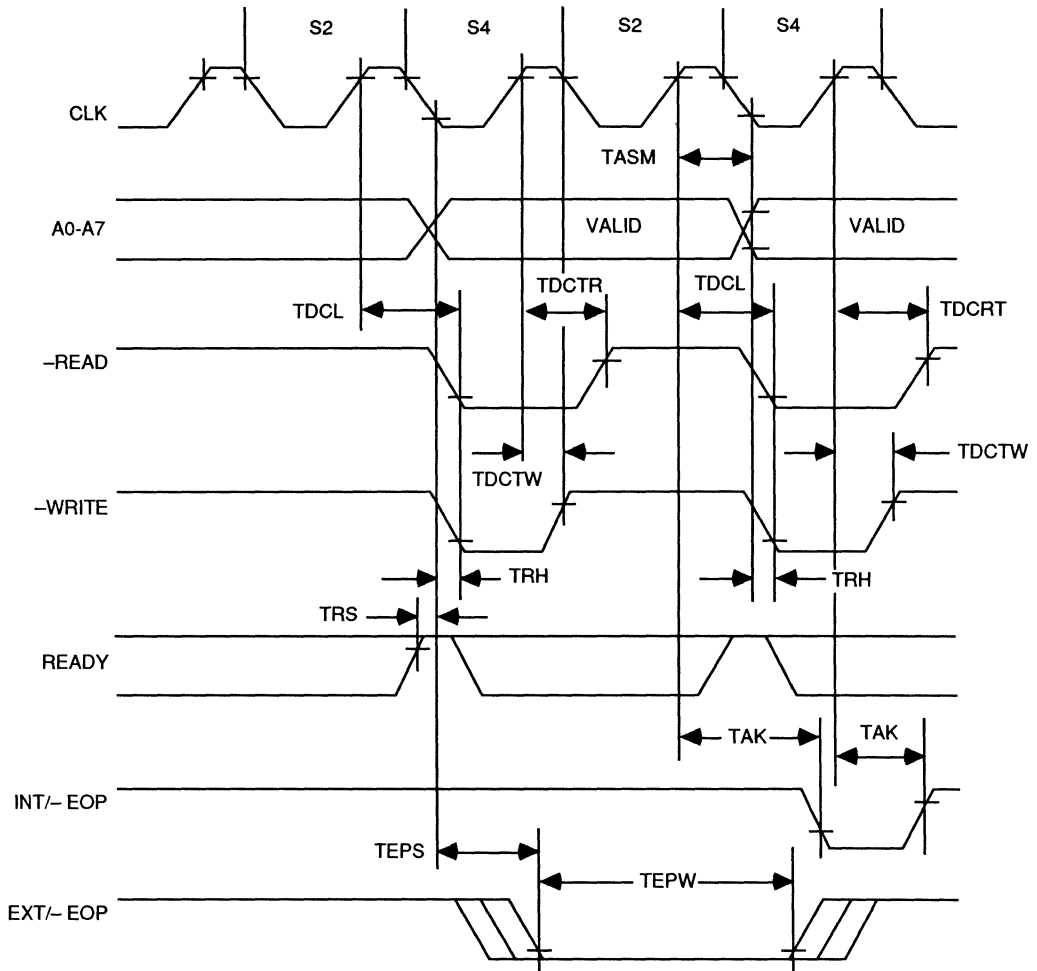 S2 S4 S2 S4
CLK
TASM
A0-A7 VALID VALID
TDCL TDCTR TDCL TDCRT
–READ
TDCTW TDCTW
–WRITE
TRH TRH
TRS
READY
TAK TAK
INT/– EOP
TEPS
TEPW
EXT/– EOP